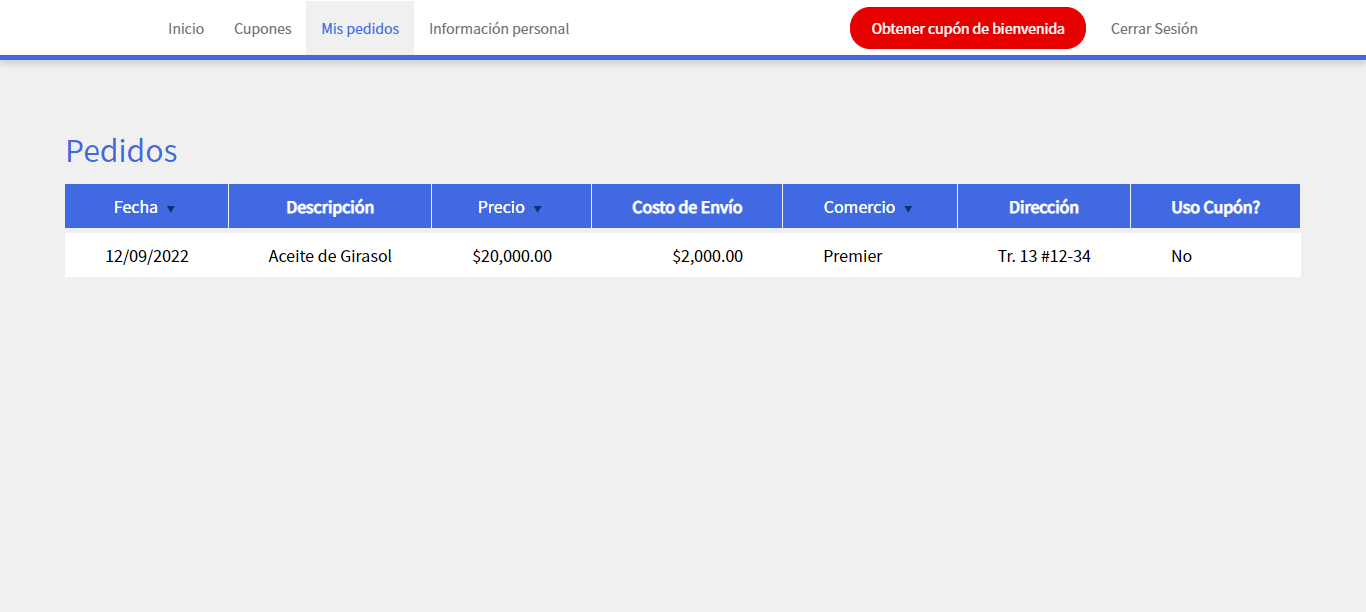 Inicio Cupones Mis pedidos Información personal Obtener cupón de bienvenida Cerrar Sesión
Pedidos
Fecha Descripción Precio Costo de Envío Comercio Dirección Uso Cupón?
12/09/2022 Aceite de Girasol $20,000.00 $2,000.00 Premier Tr. 13 #12-34 No